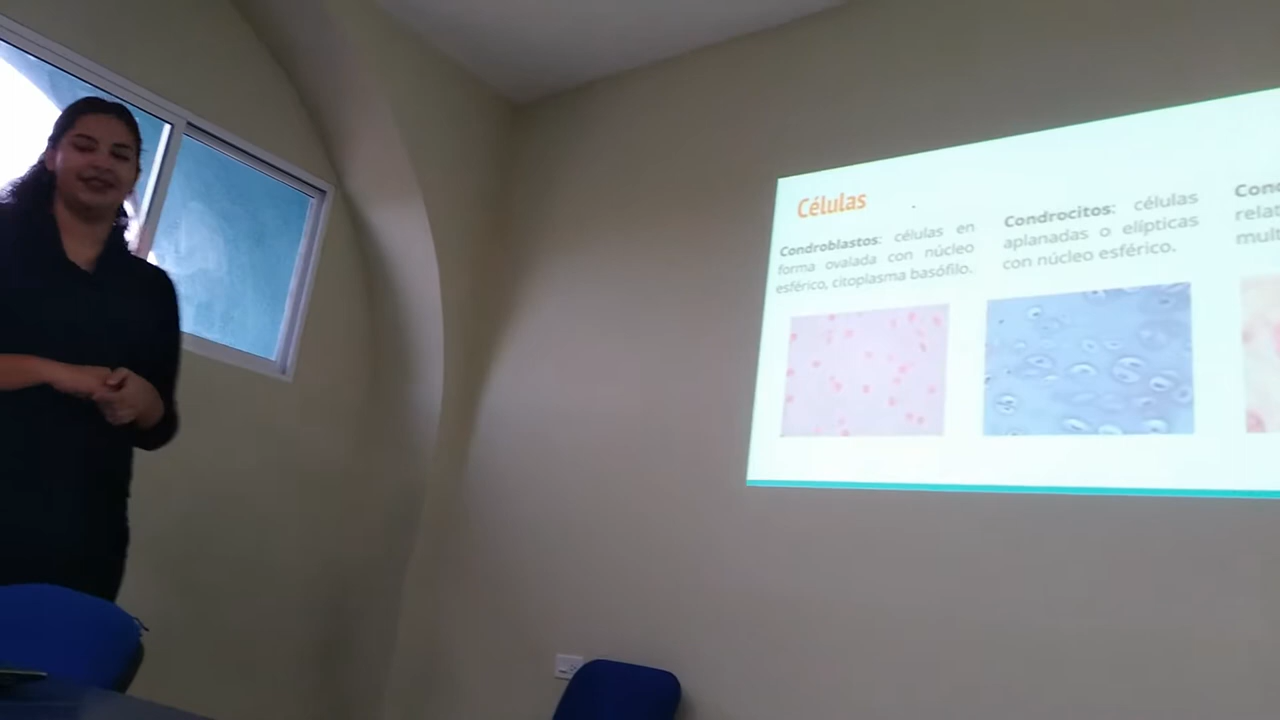 Células
Condroblastos: células en
forma ovalada con núcleo
esférico, citoplasma basófilo.
Condrocitos: células
aplanadas o elípticas
con núcleo esférico.